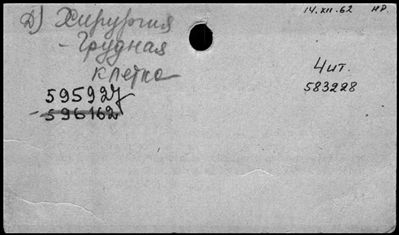 14.XII.62 НР.
Д) Хирургия
- Грудная
клетка
Чит.
583228
595927
596162